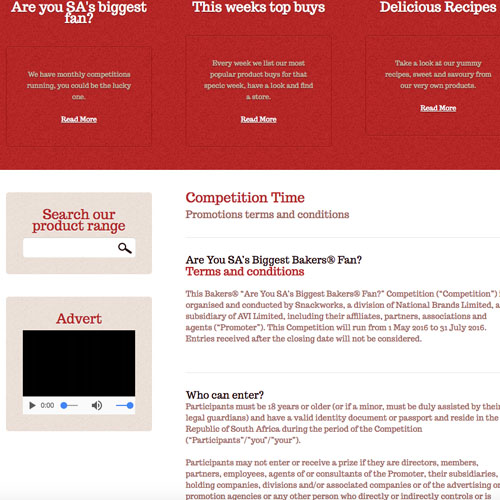 Are you SA's biggest
fan?
We have monthly competitions
running, you could be the lucky
one.
Read More
This weeks top buys
Every week we list our most
popular product buys for that
specic week, have a look and find
a store.
Read More
Delicious Recipes
Take a look at our yummy
recipes, sweet and savoury from
our very own products.
Read More
Search our
product range
Advert
0:00
Competition Time
Promotions terms and conditions
Are You SA's Biggest Bakers® Fan?
Terms and conditions
This Bakers® “Are You SA's Biggest Bakers® Fan?” Competition (“Competition”) i
organised and conducted by Snackworks, a division of National Brands Limited, a
subsidiary of AVI Limited, including their affiliates, partners, associations and
agents (“Promoter”). This Competition will run from 1 May 2016 to 31 July 2016.
Entries received after the closing date will not be considered.
Who can enter?
Participants must be 18 years or older (or if a minor, must be duly assisted by their
legal guardians) and have a valid identity document or passport and reside in the
Republic of South Africa during the period of the Competition
(“Participants”/”you”/”your”).
Participants may not enter or receive a prize if they are directors, members,
partners, employees, agents of or consultants of the Promoter, their subsidiaries,
holding companies, divisions and/or associated companies or of the advertising or
promotion agencies or any other person who directly or indirectly controls or is